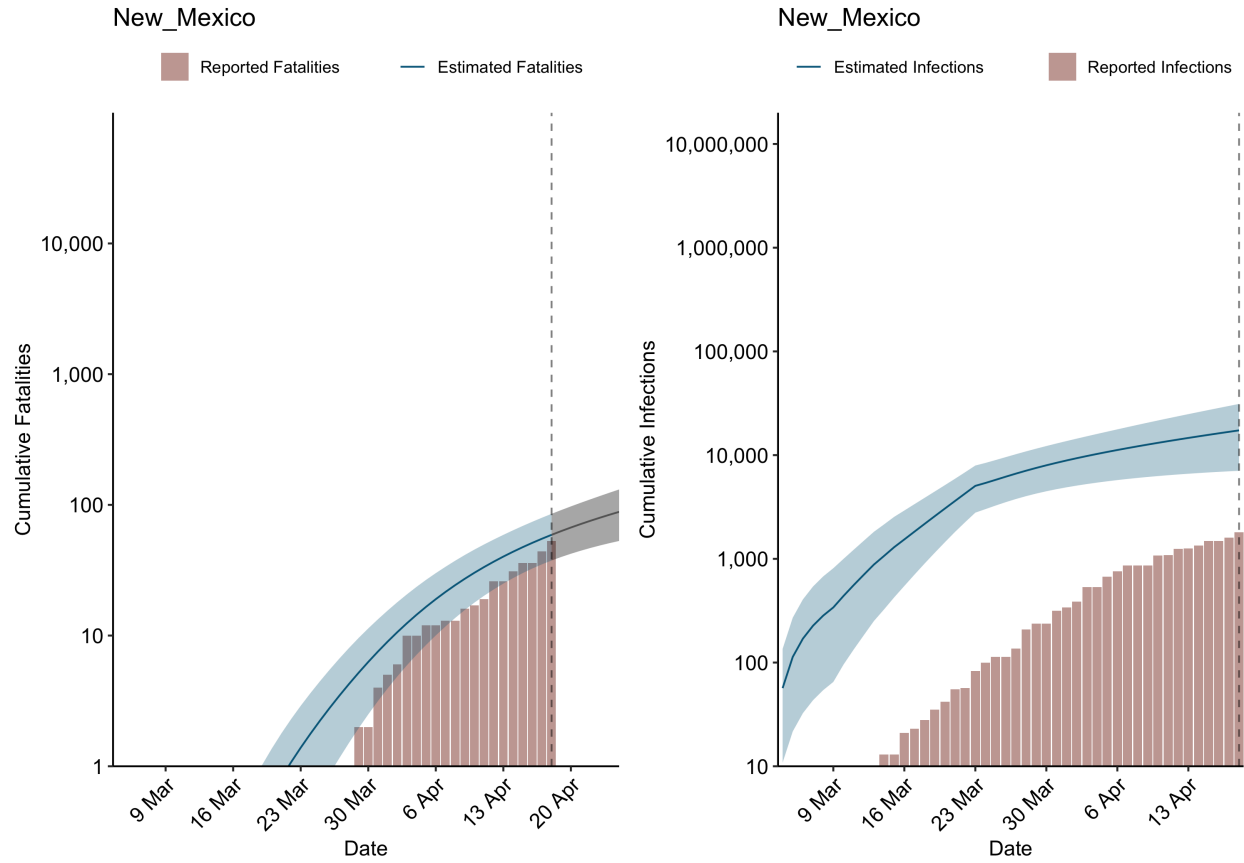 New_Mexico
Reported Fatalities
Estimated Fatalities
Cumulative Fatalities
10,000
1,000
100
10
1
9 Mar
16 Mar
23 Mar
30 Mar
6 Apr
13 Apr
20 Apr
Date
New_Mexico
Estimated Infections
Reported Infections
Cumulative Infections
10,000,000
1,000,000
100,000
10,000
1,000
100
10
9 Mar
16 Mar
23 Mar
30 Mar
6 Apr
13 Apr
Date